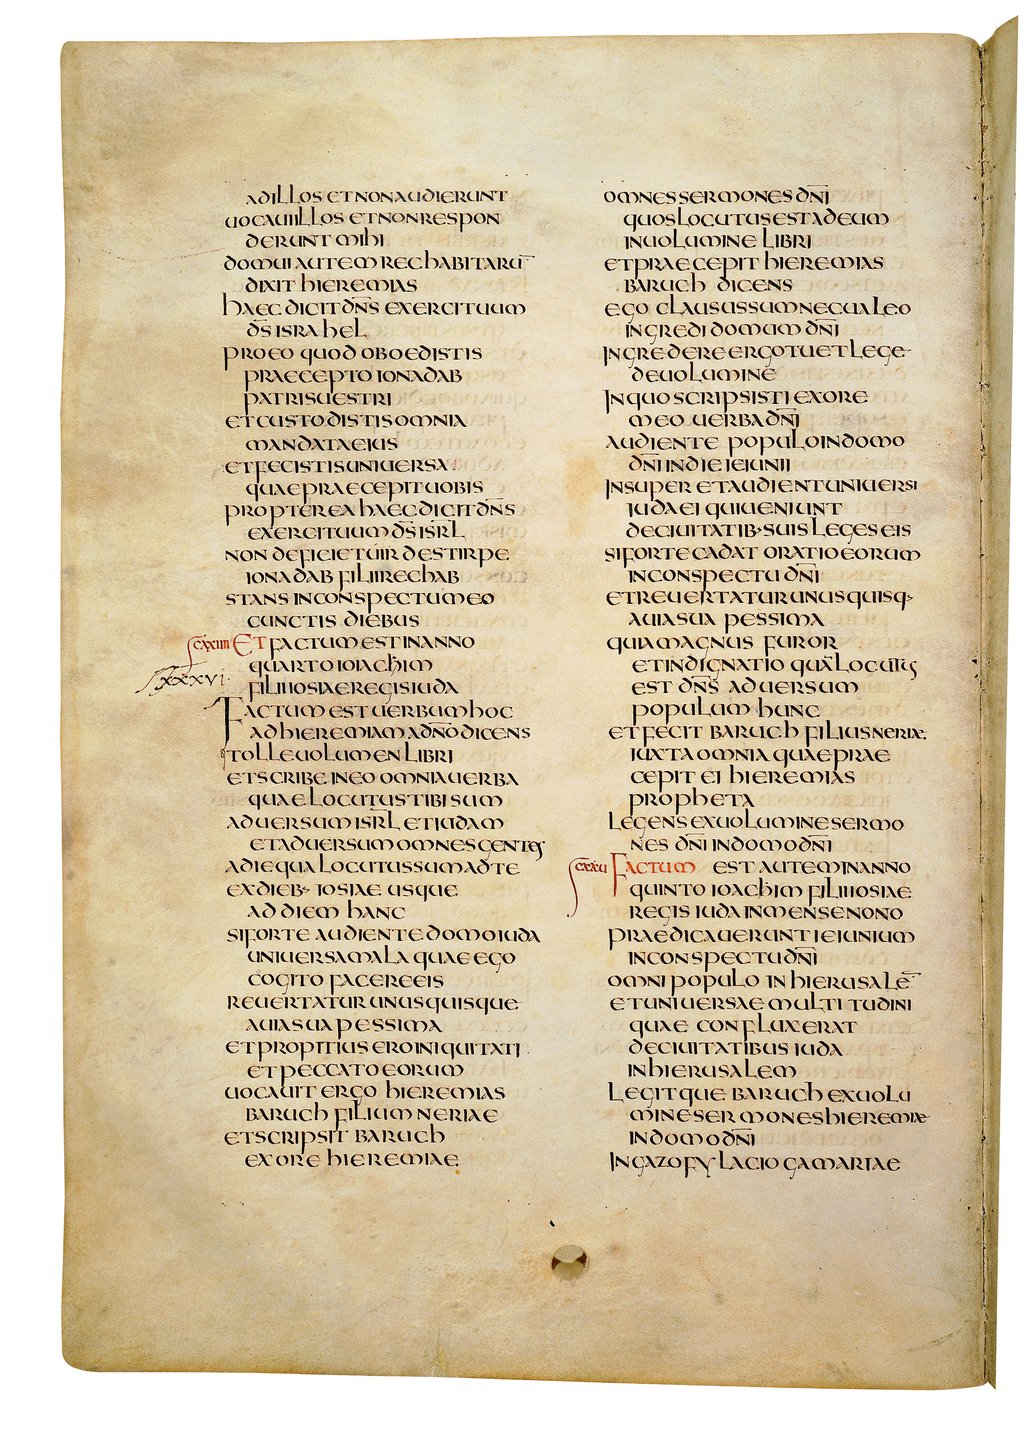 adillos et non audierunt
uocaui illos et non respon
derunt mihi
domui autem rechabitarū
dixit hieremias
haec dicit dn̄s exercituum
ds̄ israhel
pro eo quod oboedistis
praecepto ionadab
patris uestri
et custodistis omnia
mandata eius
et fecistis uniuersa
quae praecepit uobis
propterea haec dicit dn̄s
exercituum ds̄ isrl̄
non deficiet uir de stirpe
ionadab filii rechab
stans in conspectu meo
cunctis diebus
cxxiiii Et factum est in anno
quarto ioiachim
xxxvi filii iosiae regis iuda
Factum est uerbum hoc
ad hieremiam a dn̄o dicens
tolle uolumen libri
et scribe in eo omnia uerba
quae locutus tibi sum
aduersum isrl̄ et iudam
et aduersum omnes gentes
a die qua locutus sum ad te
ex dieb· iosiae usque
ad diem hanc
si forte audiente domo iuda
uniuersa mala quae ego
cogito facere eis
reuertatur unusquisque
a uia sua pessima
et propitius ero iniquitati
et peccato eorum
uocauit ergo hieremias
baruch filium neriae
et scripsit baruch
ex ore hieremiae
omnes sermones dn̄i
quos locutus est ad eum
in uolumine libri
et praecepit hieremias
baruch dicens
ego clausus sum nec ualeo
ingredi domum dn̄i
ingredere ergo tu et lege
de uolumine
in quo scripsisti ex ore
meo uerba dn̄i
audiente populo in domo
dn̄i in die ieiunii
insuper et audient uniuersi
iudaei qui ueniunt
de ciuitatib· suis leges eis
si forte cadat oratio eorum
in conspectu dn̄i
et reuertatur unusquisq·
a uia sua pessima
quia magnus furor
et indignatio quā locutus
est dn̄s aduersum
populum hunc
et fecit baruch filius neriae
iuxta omnia quae prae
cepit ei hieremias
propheta
legens ex uolumine sermo
nes dn̄i in domo dn̄i
cxxu Factum est autem in anno
quinto ioachim filii iosiae
regis iuda in mense nono
praedicauerunt ieiunium
in conspectu dn̄i
omni populo in hierusalē
et uniuersae multitudini
quae confluxerat
de ciuitatibus iuda
in hierusalem
legitque baruch ex uolu
mine sermones hieremiae
in domo dn̄i
in gazofylacio gamariae